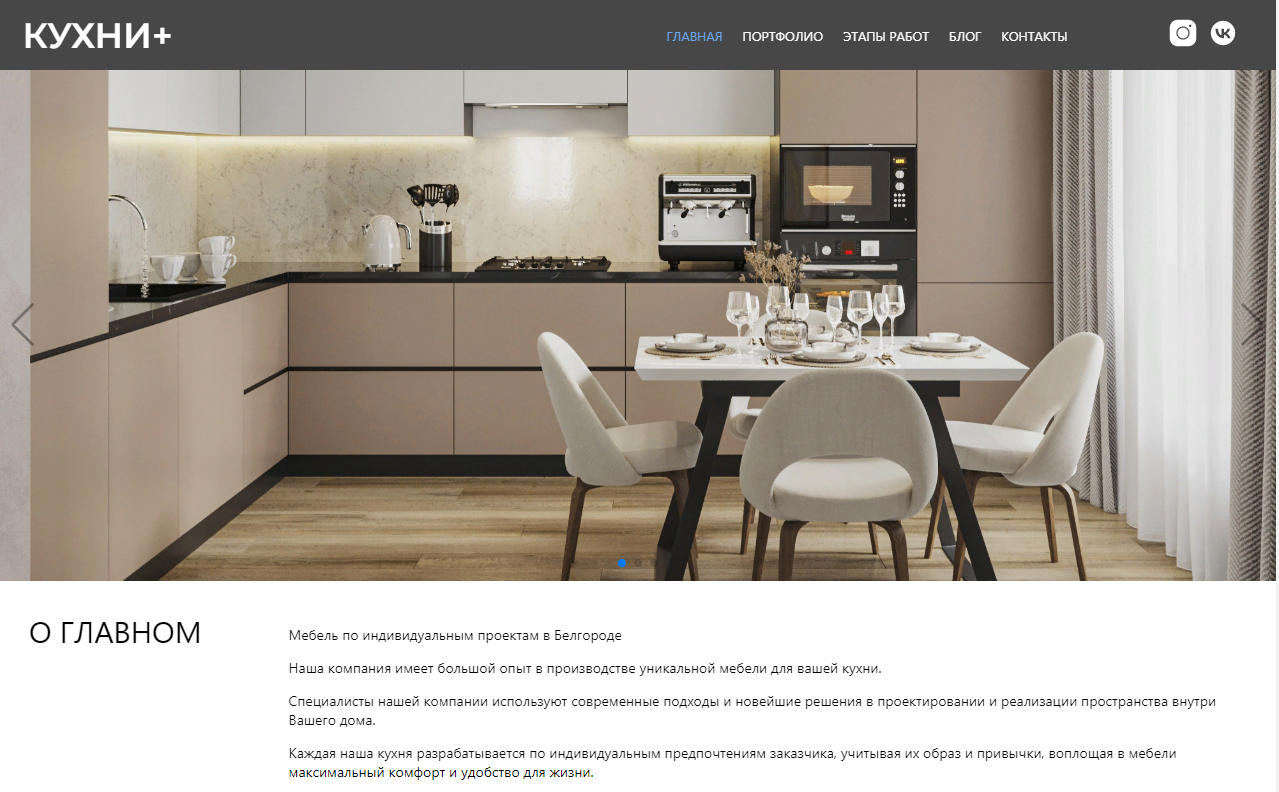 КУХНИ+
ГЛАВНАЯ ПОРТФОЛИО ЭТАПЫ РАБОТ БЛОГ КОНТАКТЫ
О ГЛАВНОМ
Мебель по индивидуальным проектам в Белгороде
Наша компания имеет большой опыт в производстве уникальной мебели для вашей кухни.
Специалисты нашей компании используют современные подходы и новейшие решения в проектировании и реализации пространства внутри
Вашего дома.
Каждая наша кухня разрабатывается по индивидуальным предпочтениям заказчика, учитывая их образ и привычки, воплощая в мебели
максимальный комфорт и удобство для жизни.